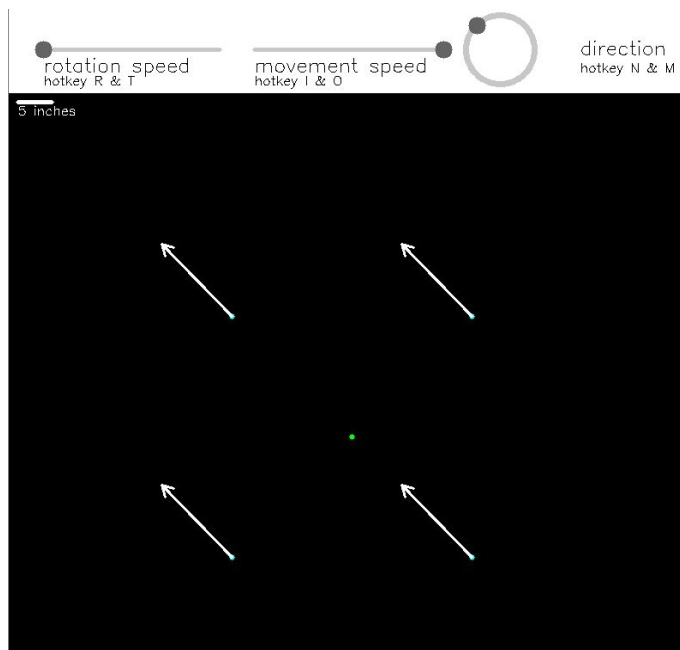 rotation speed
hotkey R & T
movement speed
hotkey I & O
direction
hotkey N & M
5 inches